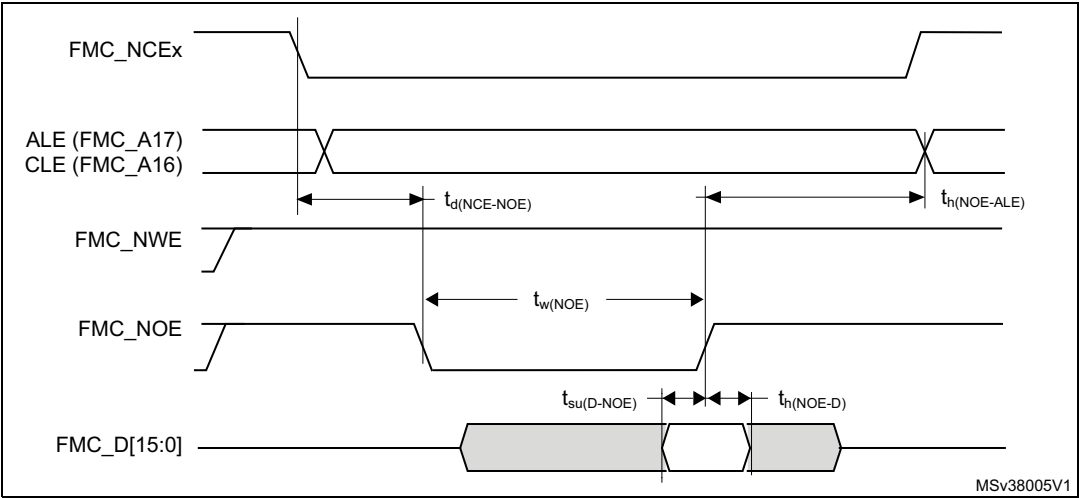 FMC_NCEx
ALE (FMC_A17)
CLE (FMC_A16)
td(NCE-NOE)
th(NOE-ALE)
FMC_NWE
tw(NOE)
FMC_NOE
tsu(D-NOE)
th(NOE-D)
FMC_D[15:0]
MSv38005V1